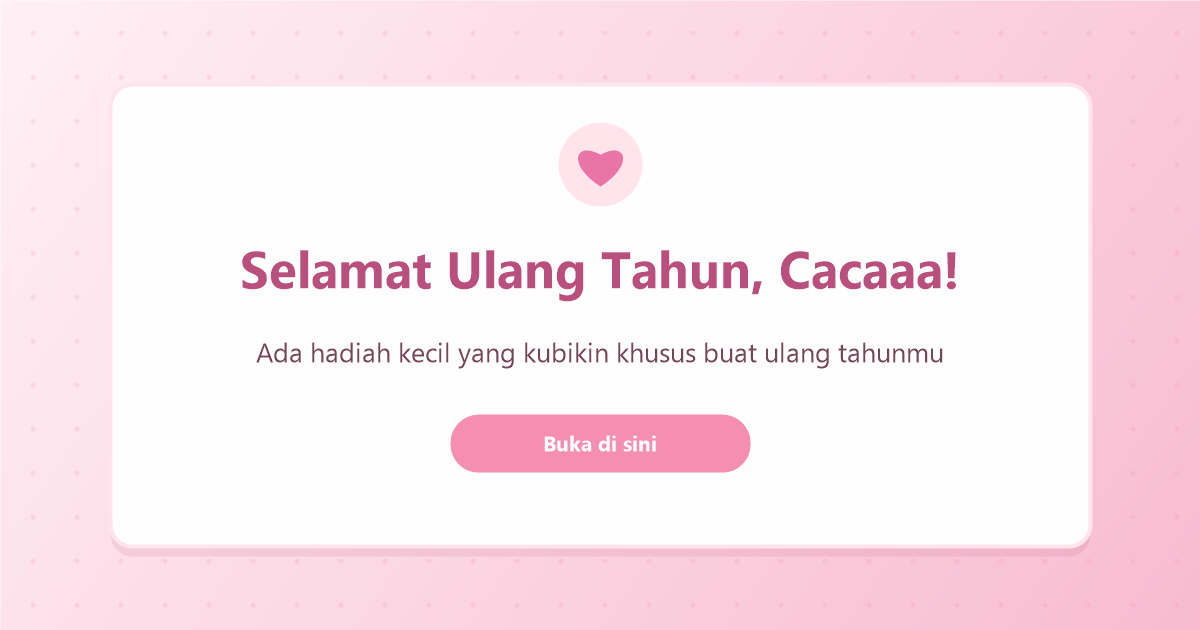 Selamat Ulang Tahun, Cacaaa!
Ada hadiah kecil yang kubikin khusus buat ulang tahunmu
Buka di sini